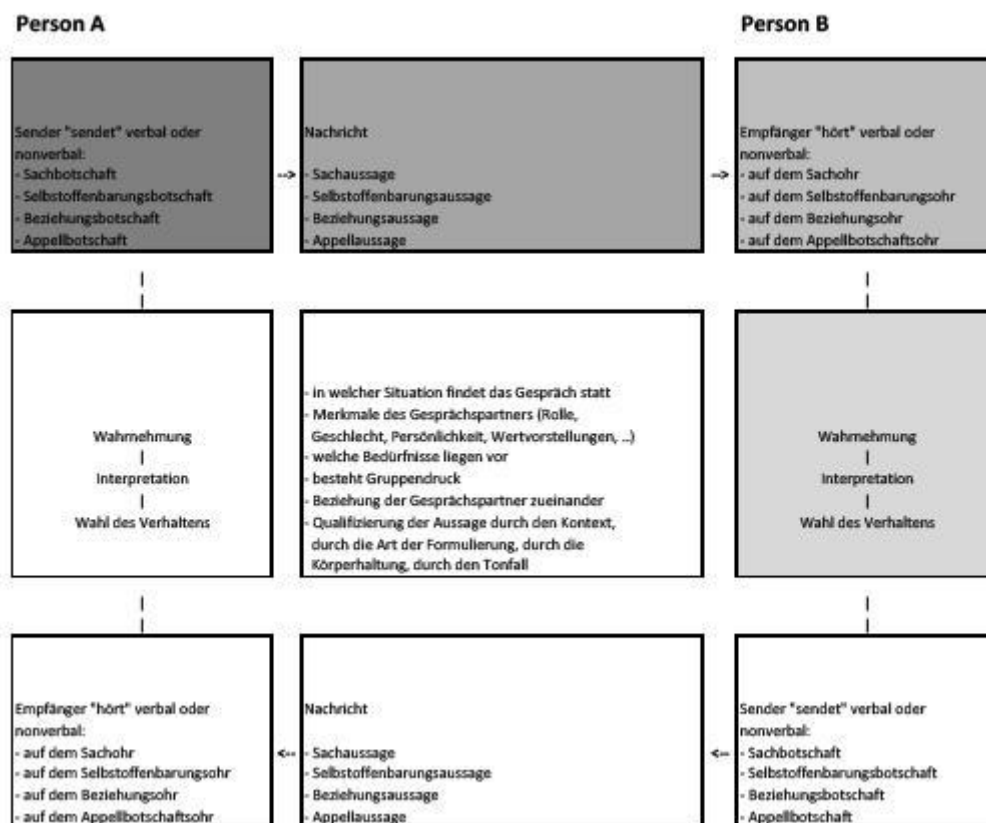 Person A
Person B
Sender "sendet" verbal oder
nonverbal:
- Sachbotschaft
- Selbstoffenbarungsbotschaft
- Beziehungsbotschaft
- Appellbotschaft
-->
Nachricht
- Sachaussage
- Selbstoffenbarungsaussage
- Beziehungsaussage
- Appellaussage
-->
Empfänger "hört" verbal oder
nonverbal:
- auf dem Sachohr
- auf dem Selbstoffenbarungsohr
- auf dem Beziehungsohr
- auf dem Appellbotschaftsohr
Wahrnehmung
Interpretation
Wahl des Verhaltens
- in welcher Situation findet das Gespräch statt
- Merkmale des Gesprächspartners (Rolle,
Geschlecht, Persönlichkeit, Wertvorstellungen, ...)
- welche Bedürfnisse liegen vor
- besteht Gruppendruck
- Beziehung der Gesprächspartner zueinander
- Qualifizierung der Aussage durch den Kontext,
durch die Art der Formulierung, durch die
Körperhaltung, durch den Tonfall
Wahrnehmung
Interpretation
Wahl des Verhaltens
Empfänger "hört" verbal oder
nonverbal:
- auf dem Sachohr
- auf dem Selbstoffenbarungsohr
- auf dem Beziehungsohr
- auf dem Appellbotschaftsohr
<--
Nachricht
- Sachaussage
- Selbstoffenbarungsaussage
- Beziehungsaussage
- Appellaussage
<--
Sender "sendet" verbal oder
nonverbal:
- Sachbotschaft
- Selbstoffenbarungsbotschaft
- Beziehungsbotschaft
- Appellbotschaft